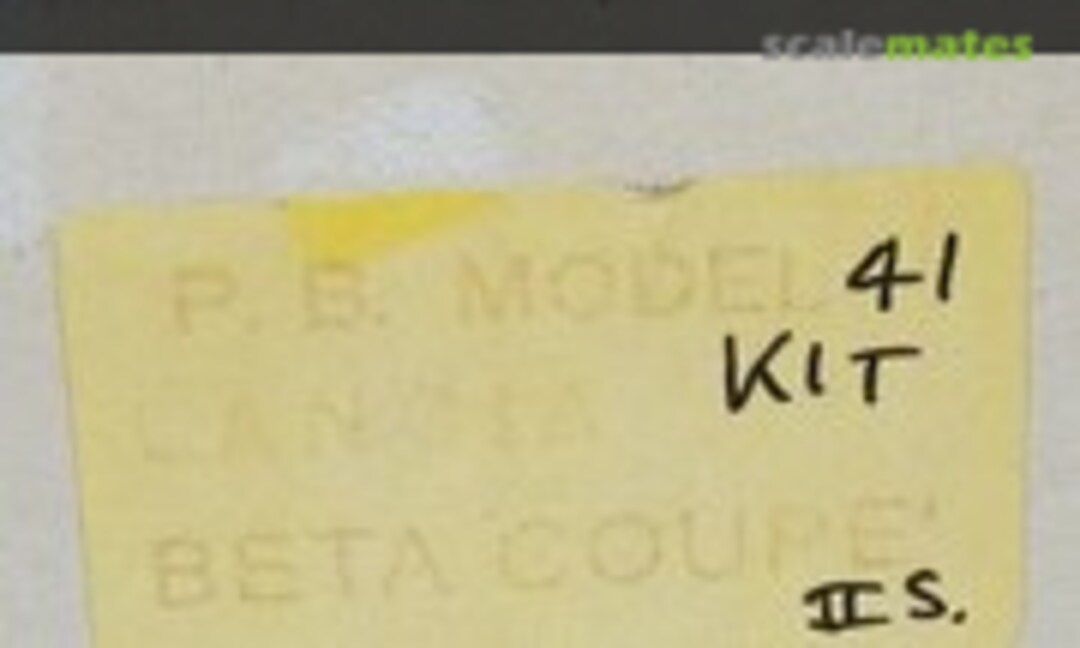 scalemates
P. B. MODEL 41
KIT
LANCIA
BETA COUPE'
II S.